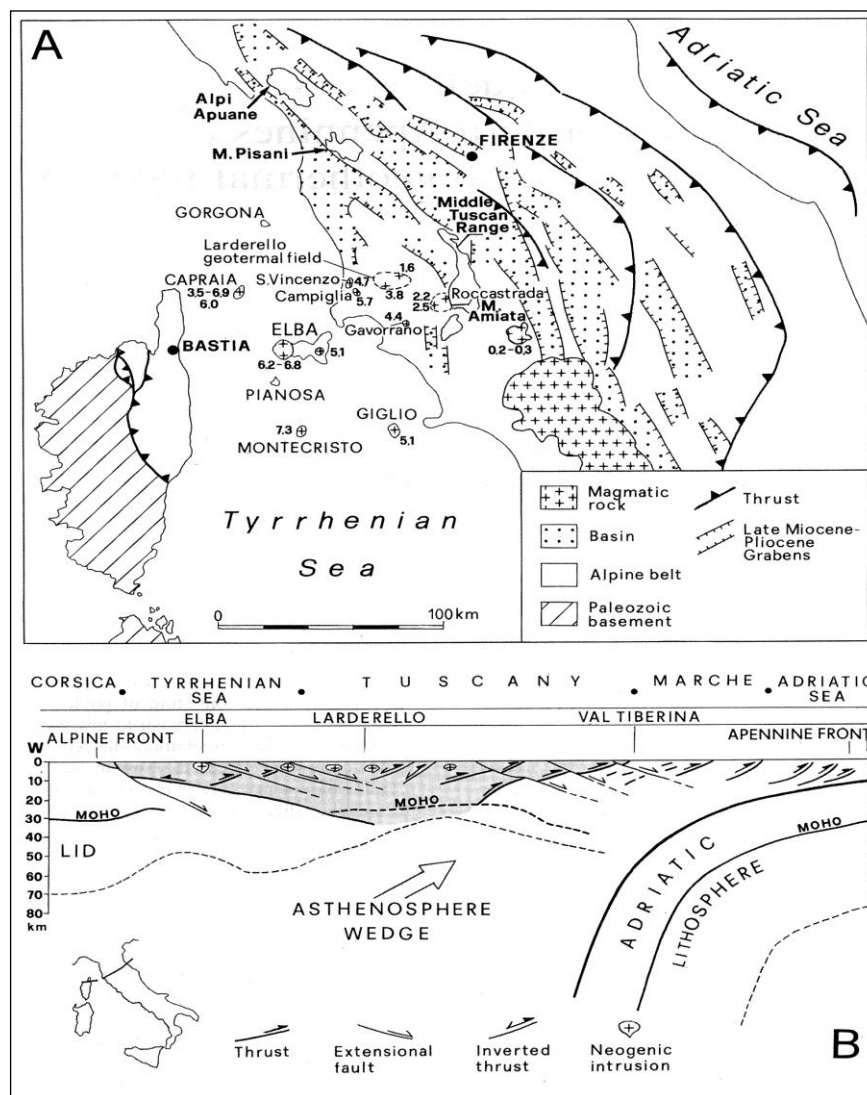 A
Adriatic Sea
Alpi
Apuane
FIRENZE
M. Pisani
Middle
Tuscan
Range
GORGONA
Larderello
geotermal field
1.6
CAPRAIA
S.Vincenzo
4.7
3.5-6.9
Campiglia
3.8
2.2
Roccastrada
6.0
5.7
2.5
M.
Amiata
4.4
ELBA
Gavorrano
BASTIA
5.1
0.2-0.3
6.2-6.8
PIANOSA
GIGLIO
7.3
MONTECRISTO
5.1
Tyrrhenian
Sea
0
100 km
Magmatic
rock
Thrust
Basin
Late Miocene-
Pliocene
Grabens
Alpine belt
Paleozoic
basement
CORSICA
TYRRHENIAN
SEA
TUSCANY
MARCHE
ADRIATIC
SEA
ELBA
LARDERELLO
VAL TIBERINA
ALPINE FRONT
APENNINE FRONT
W
0
10
20
30
40
50
60
70
80
km
MOHO
MOHO
MOHO
LID
ASTHENOSPHERE
WEDGE
ADRIATIC
LITHOSPHERE
Thrust
Extensional
fault
Inverted
thrust
Neogenic
intrusion
B